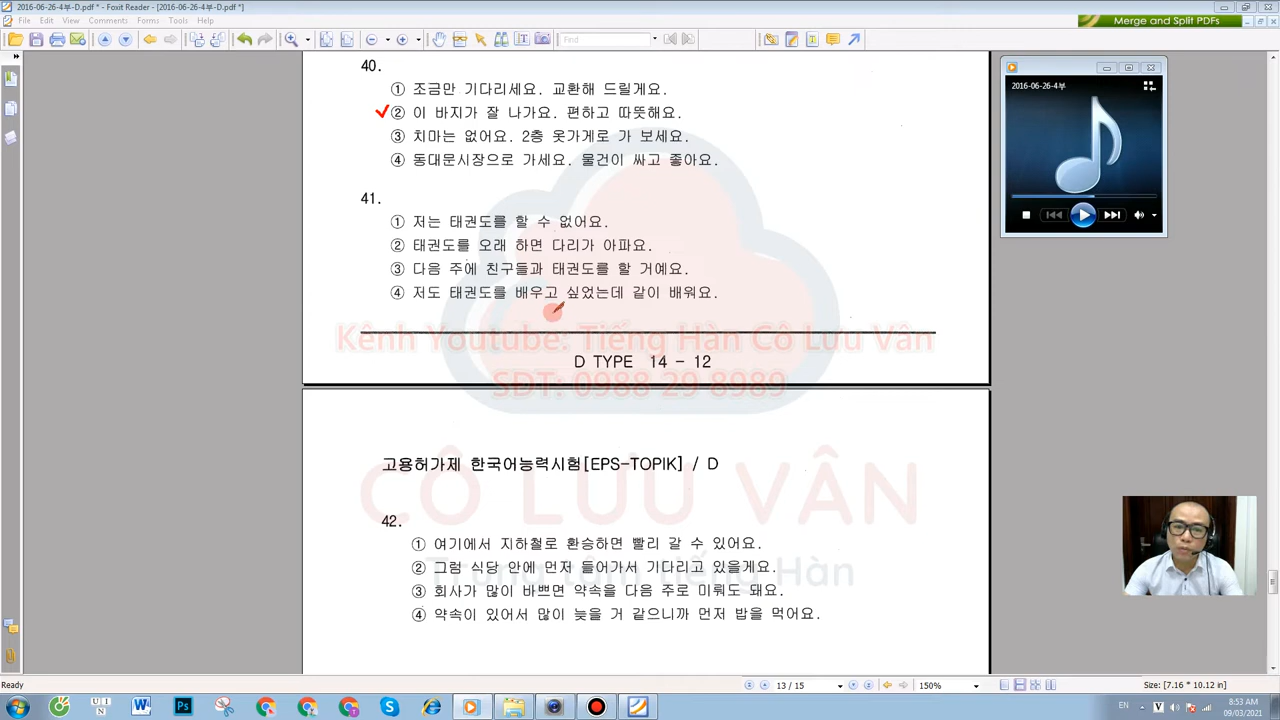 2016-06-26-4부-D.pdf * - Foxit Reader - [2016-06-26-4부-D.pdf *]
File Edit View Comments Forms Tools Help
Merge and Split PDFs
Find
40.
① 조금만 기다리세요. 교환해 드릴게요.
② 이 바지가 잘 나가요. 편하고 따뜻해요.
③ 치마는 없어요. 2층 옷가게로 가 보세요.
④ 동대문시장으로 가세요. 물건이 싸고 좋아요.
2016-06-26-4부
41.
① 저는 태권도를 할 수 없어요.
② 태권도를 오래 하면 다리가 아파요.
③ 다음 주에 친구들과 태권도를 할 거예요.
④ 저도 태권도를 배우고 싶었는데 같이 배워요.
Kênh Youtube: Tiếng Hàn Cô Lưu Vân
D TYPE 14 - 12
SDT: 0988 29 8989
고용허가제 한국어능력시험[EPS-TOPIK] / D
CÔ LƯU VÂN
42.
① 여기에서 지하철로 환승하면 빨리 갈 수 있어요.
② 그럼 식당 안에 먼저 들어가서 기다리고 있을게요.
Trung tâm tiếng Hàn
③ 회사가 많이 바쁘면 약속을 다음 주로 미뤄도 돼요.
④ 약속이 있어서 많이 늦을 거 같으니까 먼저 밥을 먹어요.
Ready
13 / 15
150%
Size: [7.16 * 10.12 in]
EN
8:53 AM
09/03/2021